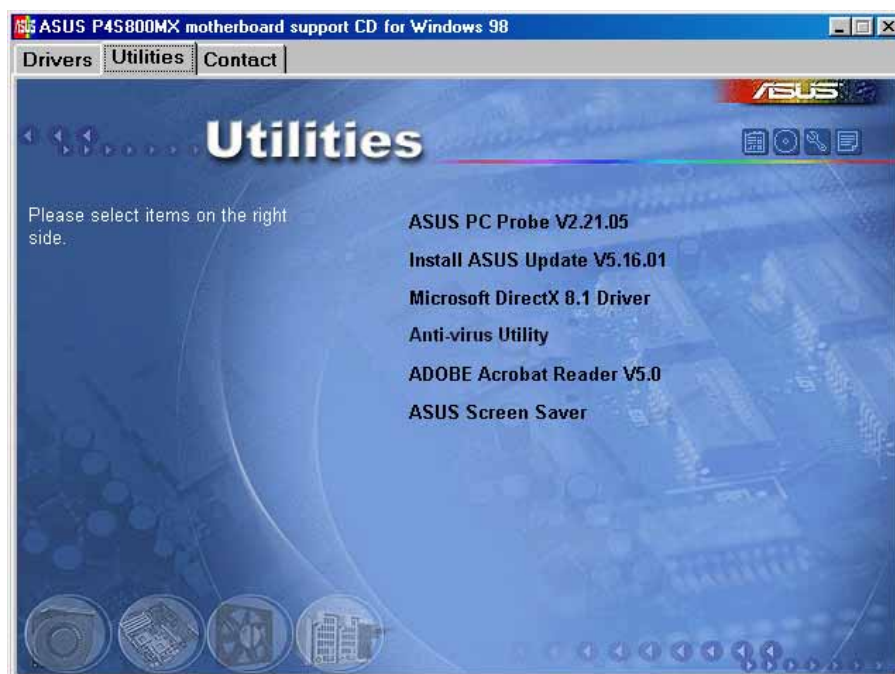 ASUS P4S800MX motherboard support CD for Windows 98
Drivers Utilities Contact
ASUS
Utilities
Please select items on the right
side.
ASUS PC Probe V2.21.05
Install ASUS Update V5.16.01
Microsoft DirectX 8.1 Driver
Anti-virus Utility
ADOBE Acrobat Reader V5.0
ASUS Screen Saver